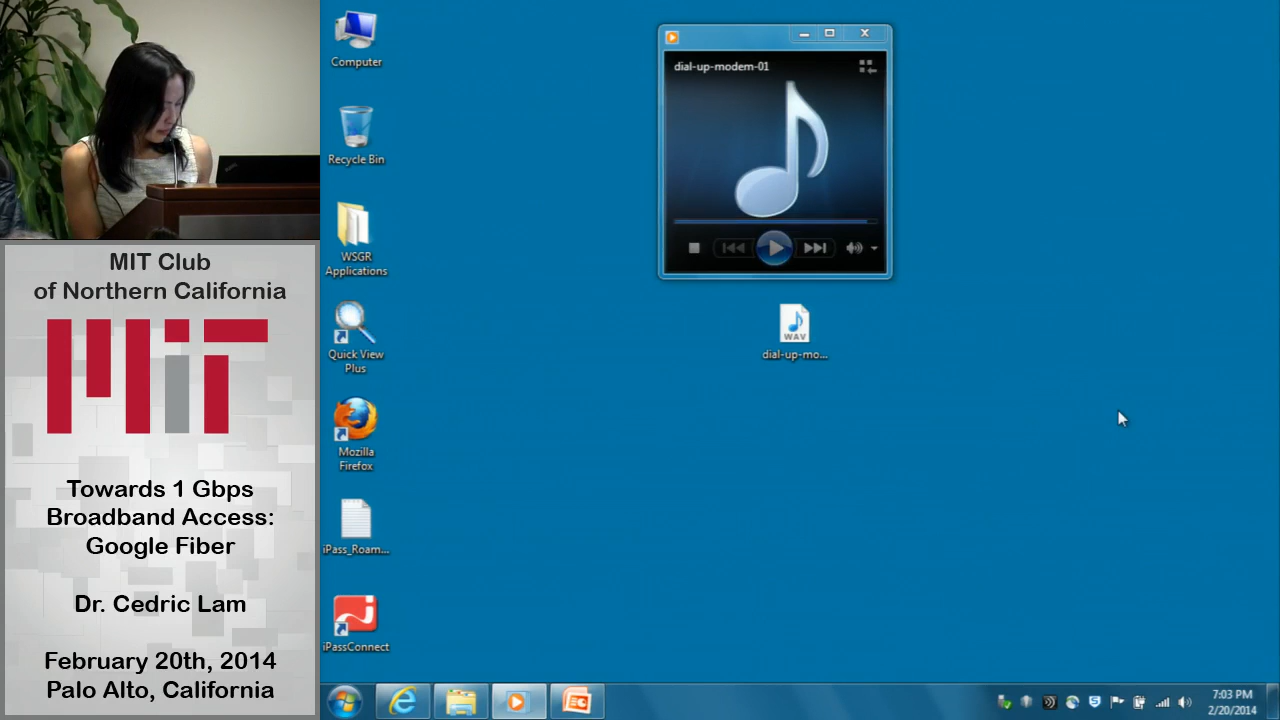 MIT Club
of Northern California
MIT
Towards 1 Gbps
Broadband Access:
Google Fiber
Dr. Cedric Lam
February 20th, 2014
Palo Alto, California
Computer
Recycle Bin
WSGR
Applications
Quick View
Plus
Mozilla
Firefox
iPass_Roam...
iPassConnect
dial-up-modem-01
WAV
dial-up-mo...
7:03 PM
2/20/2014